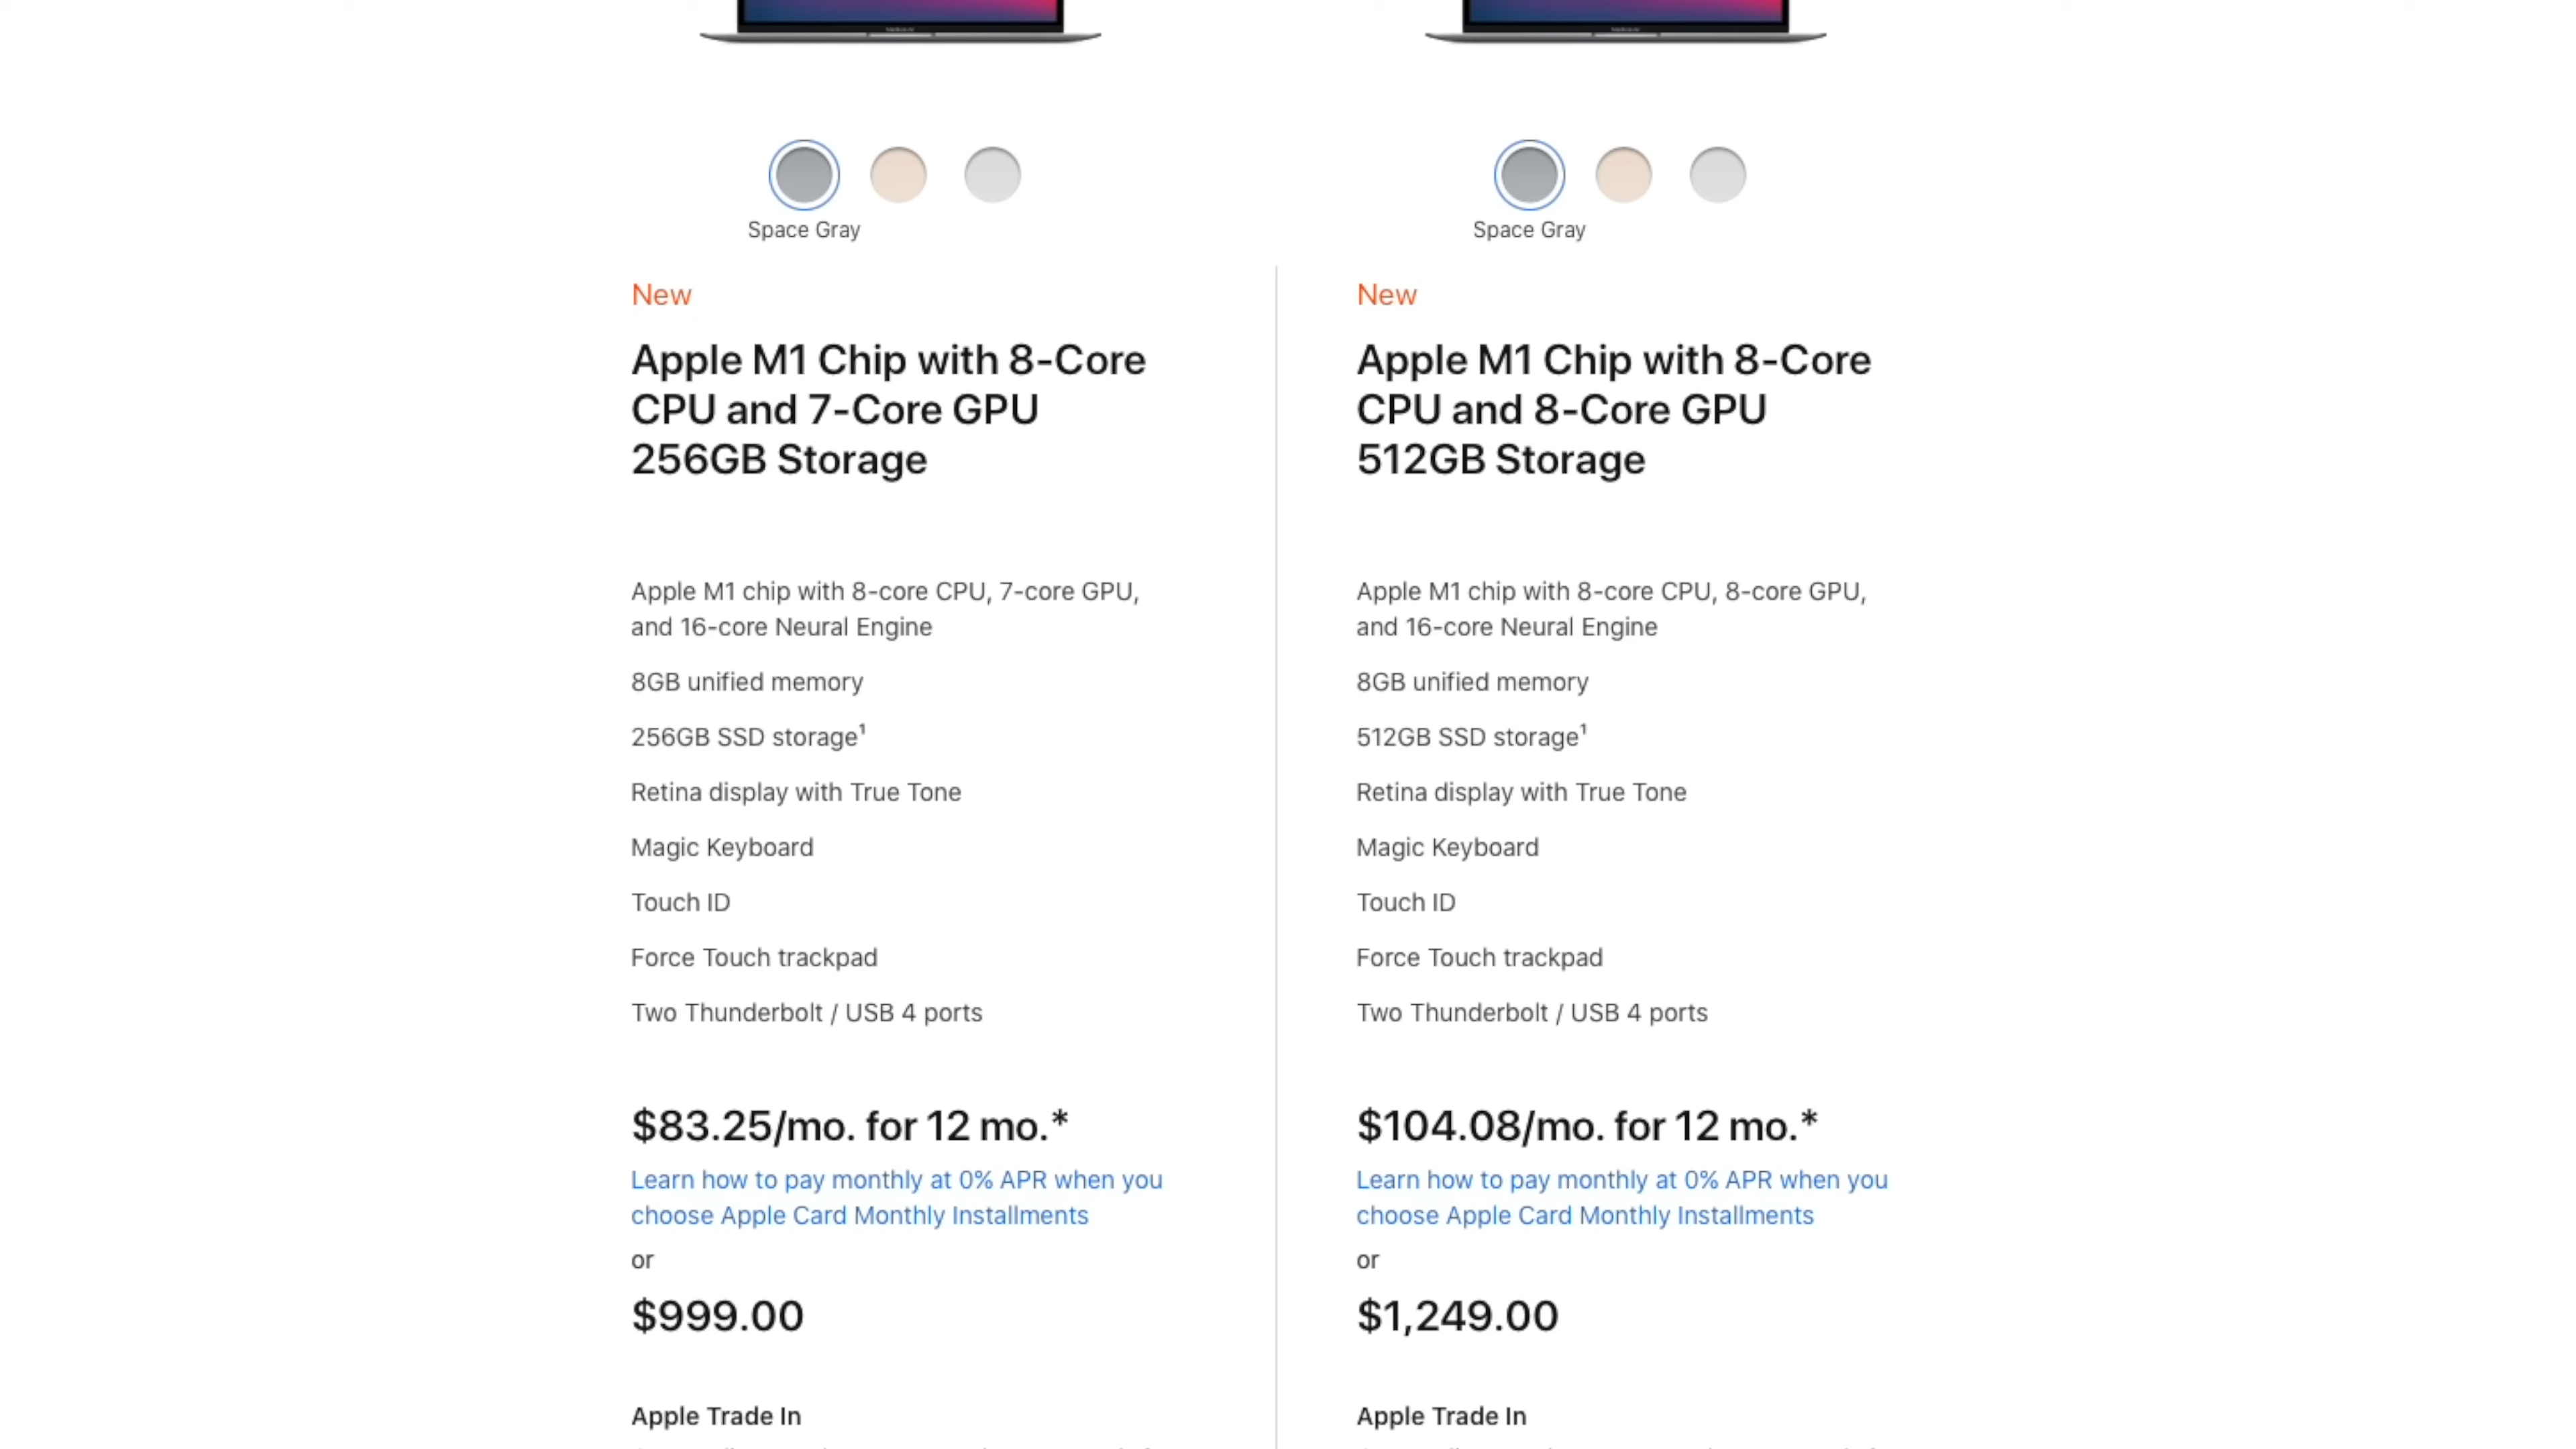 Space Gray
New
Apple M1 Chip with 8-Core
CPU and 7-Core GPU
256GB Storage
Apple M1 chip with 8-core CPU, 7-core GPU,
and 16-core Neural Engine
8GB unified memory
256GB SSD storage¹
Retina display with True Tone
Magic Keyboard
Touch ID
Force Touch trackpad
Two Thunderbolt / USB 4 ports
$83.25/mo. for 12 mo.*
Learn how to pay monthly at 0% APR when you
choose Apple Card Monthly Installments
or
$999.00
Apple Trade In
Space Gray
New
Apple M1 Chip with 8-Core
CPU and 8-Core GPU
512GB Storage
Apple M1 chip with 8-core CPU, 8-core GPU,
and 16-core Neural Engine
8GB unified memory
512GB SSD storage¹
Retina display with True Tone
Magic Keyboard
Touch ID
Force Touch trackpad
Two Thunderbolt / USB 4 ports
$104.08/mo. for 12 mo.*
Learn how to pay monthly at 0% APR when you
choose Apple Card Monthly Installments
or
$1,249.00
Apple Trade In